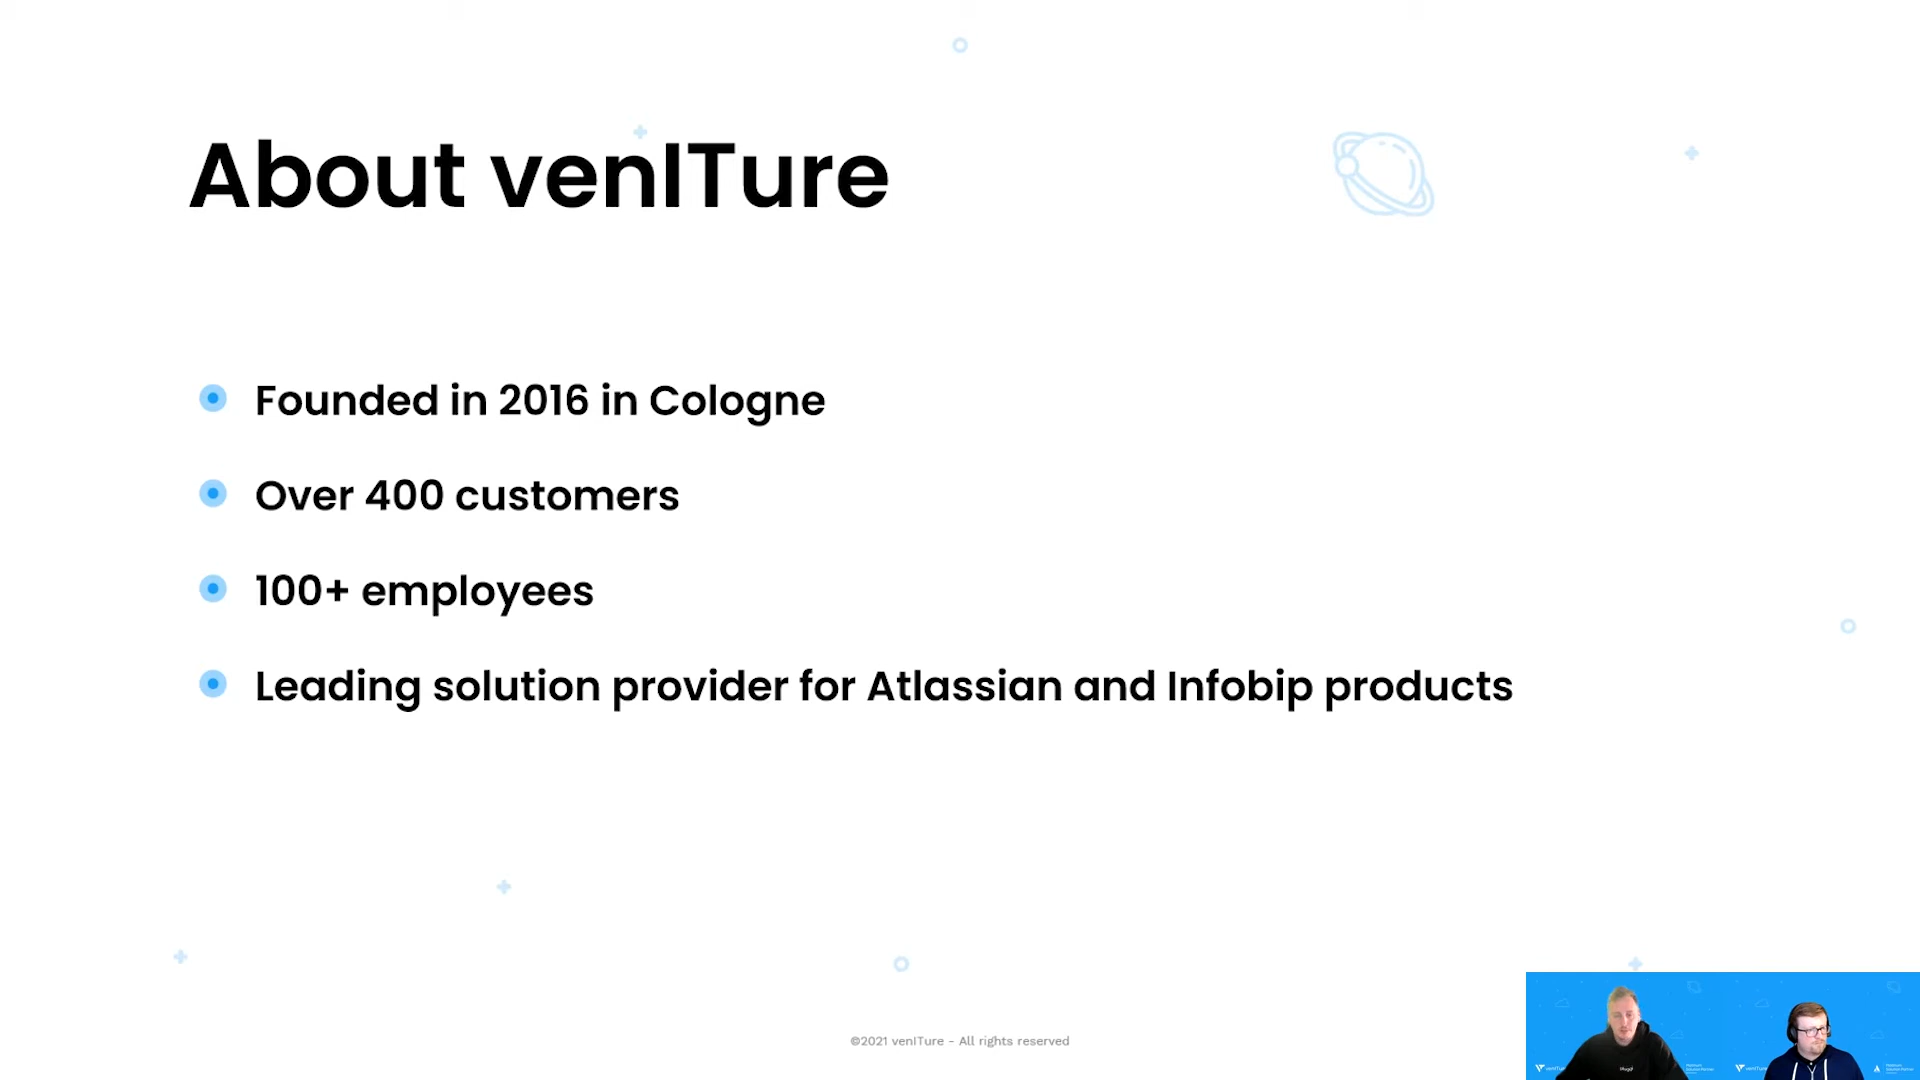 About venITure
Founded in 2016 in Cologne
Over 400 customers
100+ employees
Leading solution provider for Atlassian and Infobip products
©2021 venITure - All rights reserved